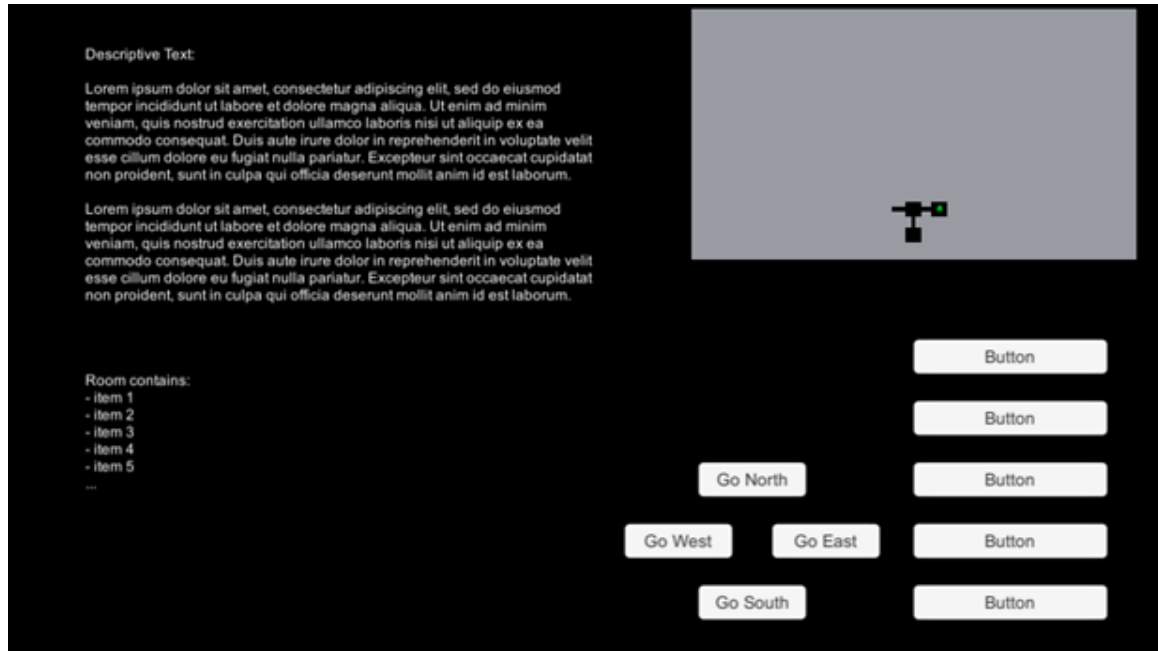 Descriptive Text:
Lorem ipsum dolor sit amet, consectetur adipiscing elit, sed do eiusmod
tempor incididunt ut labore et dolore magna aliqua. Ut enim ad minim
veniam, quis nostrud exercitation ullamco laboris nisi ut aliquip ex ea
commodo consequat. Duis aute irure dolor in reprehenderit in voluptate velit
esse cillum dolore eu fugiat nulla pariatur. Excepteur sint occaecat cupidatat
non proident, sunt in culpa qui officia deserunt mollit anim id est laborum.
Lorem ipsum dolor sit amet, consectetur adipiscing elit, sed do eiusmod
tempor incididunt ut labore et dolore magna aliqua. Ut enim ad minim
veniam, quis nostrud exercitation ullamco laboris nisi ut aliquip ex ea
commodo consequat. Duis aute irure dolor in reprehenderit in voluptate velit
esse cillum dolore eu fugiat nulla pariatur. Excepteur sint occaecat cupidatat
non proident, sunt in culpa qui officia deserunt mollit anim id est laborum.
Room contains:
- item 1
- item 2
- item 3
- item 4
- item 5
...
Go North
Go West
Go East
Go South
Button
Button
Button
Button
Button